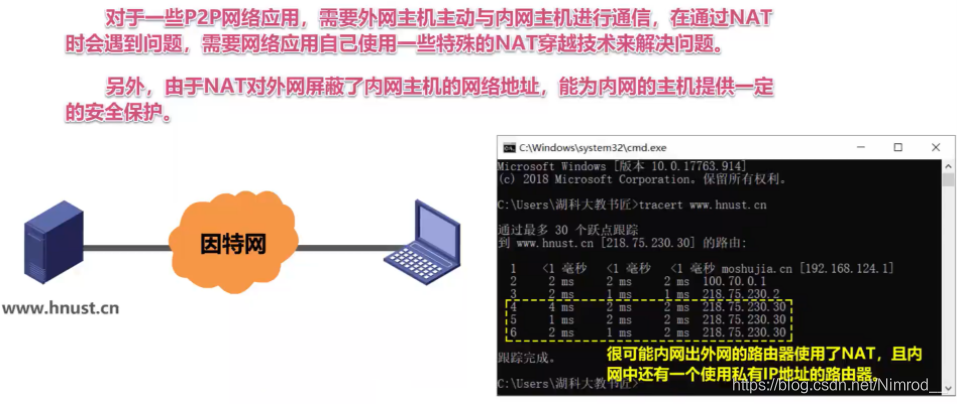 对于一些P2P网络应用，需要外网主机主动与内网主机进行通信，在通过NAT
时会遇到问题，需要网络应用自己使用一些特殊的NAT穿越技术来解决问题。
另外，由于NAT对外网屏蔽了内网主机的网络地址，能为内网的主机提供一定
的安全保护。
因特网
www.hnust.cn
C:\Windows\system32\cmd.exe
Microsoft Windows [版本 10.0.17763.914]
(c) 2018 Microsoft Corporation。保留所有权利。
C:\Users\湖科大教书匠>tracert www.hnust.cn
通过最多 30 个跃点跟踪
到 www.hnust.cn [218.75.230.30] 的路由:
1 <1 毫秒 <1 毫秒 <1 毫秒 moshujia.cn [192.168.124.1]
2 2 ms 2 ms 2 ms 100.70.0.1
3 2 ms 1 ms 1 ms 218.75.230.2
4 4 ms 2 ms 2 ms 218.75.230.30
5 1 ms 2 ms 2 ms 218.75.230.30
6 2 ms 1 ms 2 ms 218.75.230.30
跟踪完成。
C:\Users\湖科大教书匠>
很可能内网出外网的路由器使用了NAT，且内
网中还有一个使用私有IP地址的路由器。
https://blog.csdn.net/Nimrod__